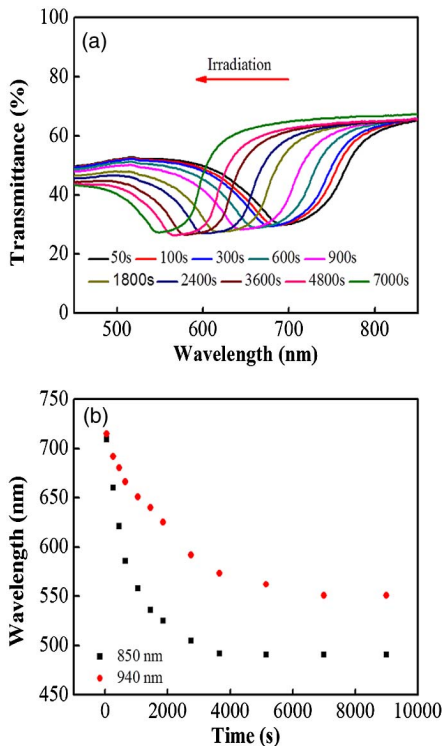 (a)
100
80
60
40
20
0
Transmittance (%)
Irradiation
50s 100s 300s 600s 900s
1800s 2400s 3600s 4800s 7000s
500 600 700 800
Wavelength (nm)
(b)
750
700
650
600
550
500
450
Wavelength (nm)
850 nm
940 nm
0 2000 4000 6000 8000 10000
Time (s)